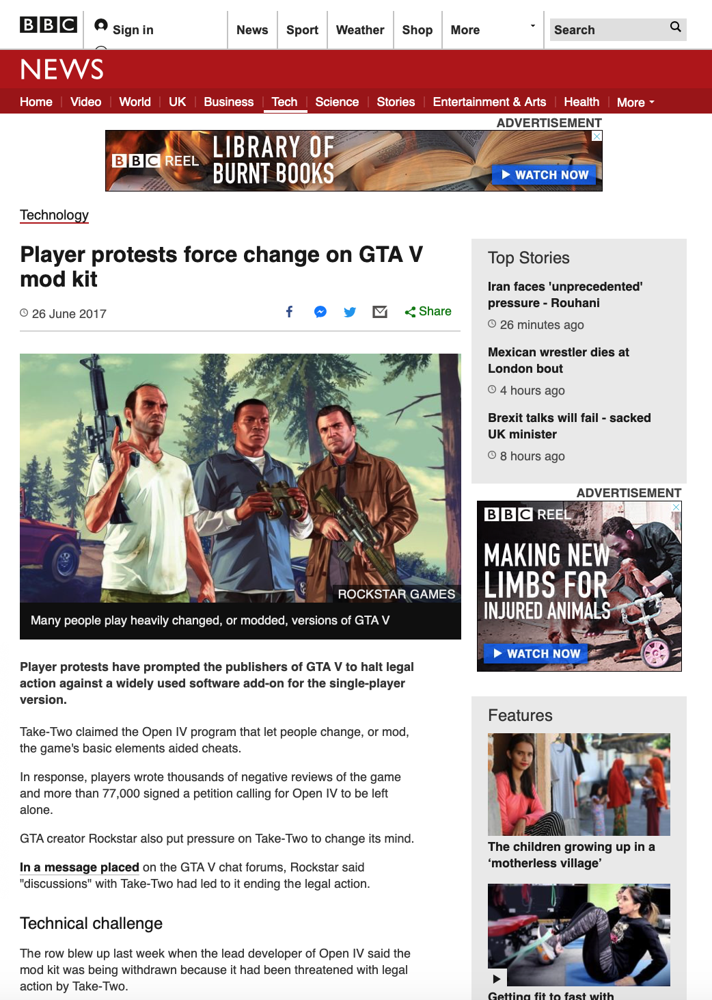 BBC
Sign in
News
Sport
Weather
Shop
More
Search
NEWS
Home
Video
World
UK
Business
Tech
Science
Stories
Entertainment & Arts
Health
More
ADVERTISEMENT
BBC REEL
LIBRARY OF
BURNT BOOKS
WATCH NOW
Technology
Player protests force change on GTA V
mod kit
26 June 2017
Share
ROCKSTAR GAMES
Many people play heavily changed, or modded, versions of GTA V
Player protests have prompted the publishers of GTA V to halt legal
action against a widely used software add-on for the single-player
version.
Take-Two claimed the Open IV program that let people change, or mod,
the game's basic elements aided cheats.
In response, players wrote thousands of negative reviews of the game
and more than 77,000 signed a petition calling for Open IV to be left
alone.
GTA creator Rockstar also put pressure on Take-Two to change its mind.
In a message placed on the GTA V chat forums, Rockstar said
"discussions" with Take-Two had led to it ending the legal action.
Technical challenge
The row blew up last week when the lead developer of Open IV said the
mod kit was being withdrawn because it had been threatened with legal
action by Take-Two.
Top Stories
Iran faces 'unprecedented'
pressure - Rouhani
26 minutes ago
Mexican wrestler dies at
London bout
4 hours ago
Brexit talks will fail - sacked
UK minister
8 hours ago
ADVERTISEMENT
BBC REEL
MAKING NEW
LIMBS FOR
INJURED ANIMALS
WATCH NOW
Features
The children growing up in a
‘motherless village’
Getting fit to fast with